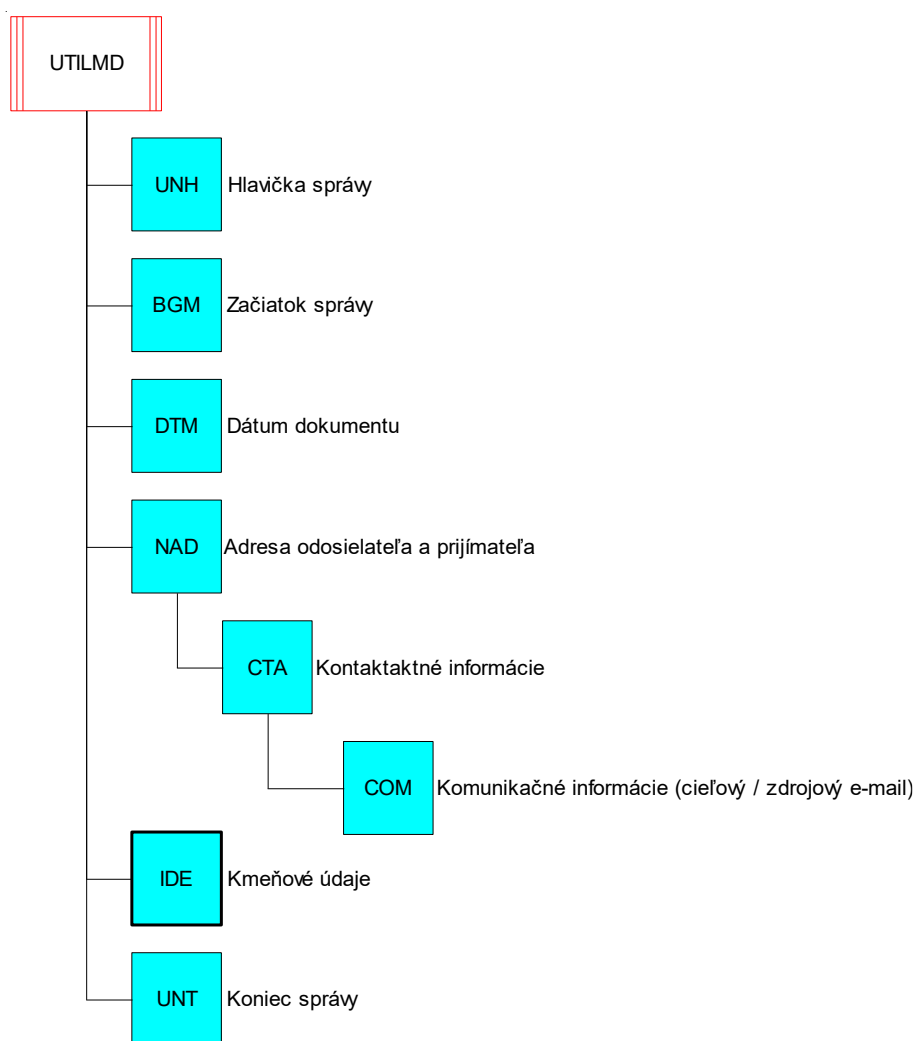 UTILMD
UNH Hlavička správy
BGM Začiatok správy
DTM Dátum dokumentu
NAD Adresa odosielateľa a prijímateľa
CTA Kontaktaktné informácie
COM Komunikačné informácie (cieľový / zdrojový e-mail)
IDE Kmeňové údaje
UNT Koniec správy